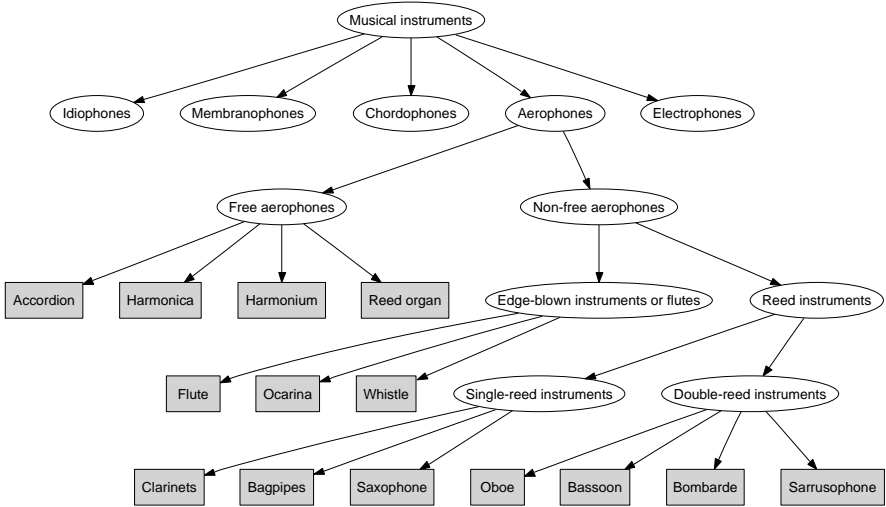 Musical instruments
Idiophones
Membranophones
Chordophones
Aerophones
Electrophones
Free aerophones
Non-free aerophones
Accordion
Harmonica
Harmonium
Reed organ
Edge-blown instruments or flutes
Reed instruments
Flute
Ocarina
Whistle
Single-reed instruments
Double-reed instruments
Clarinets
Bagpipes
Saxophone
Oboe
Bassoon
Bombarde
Sarrusophone